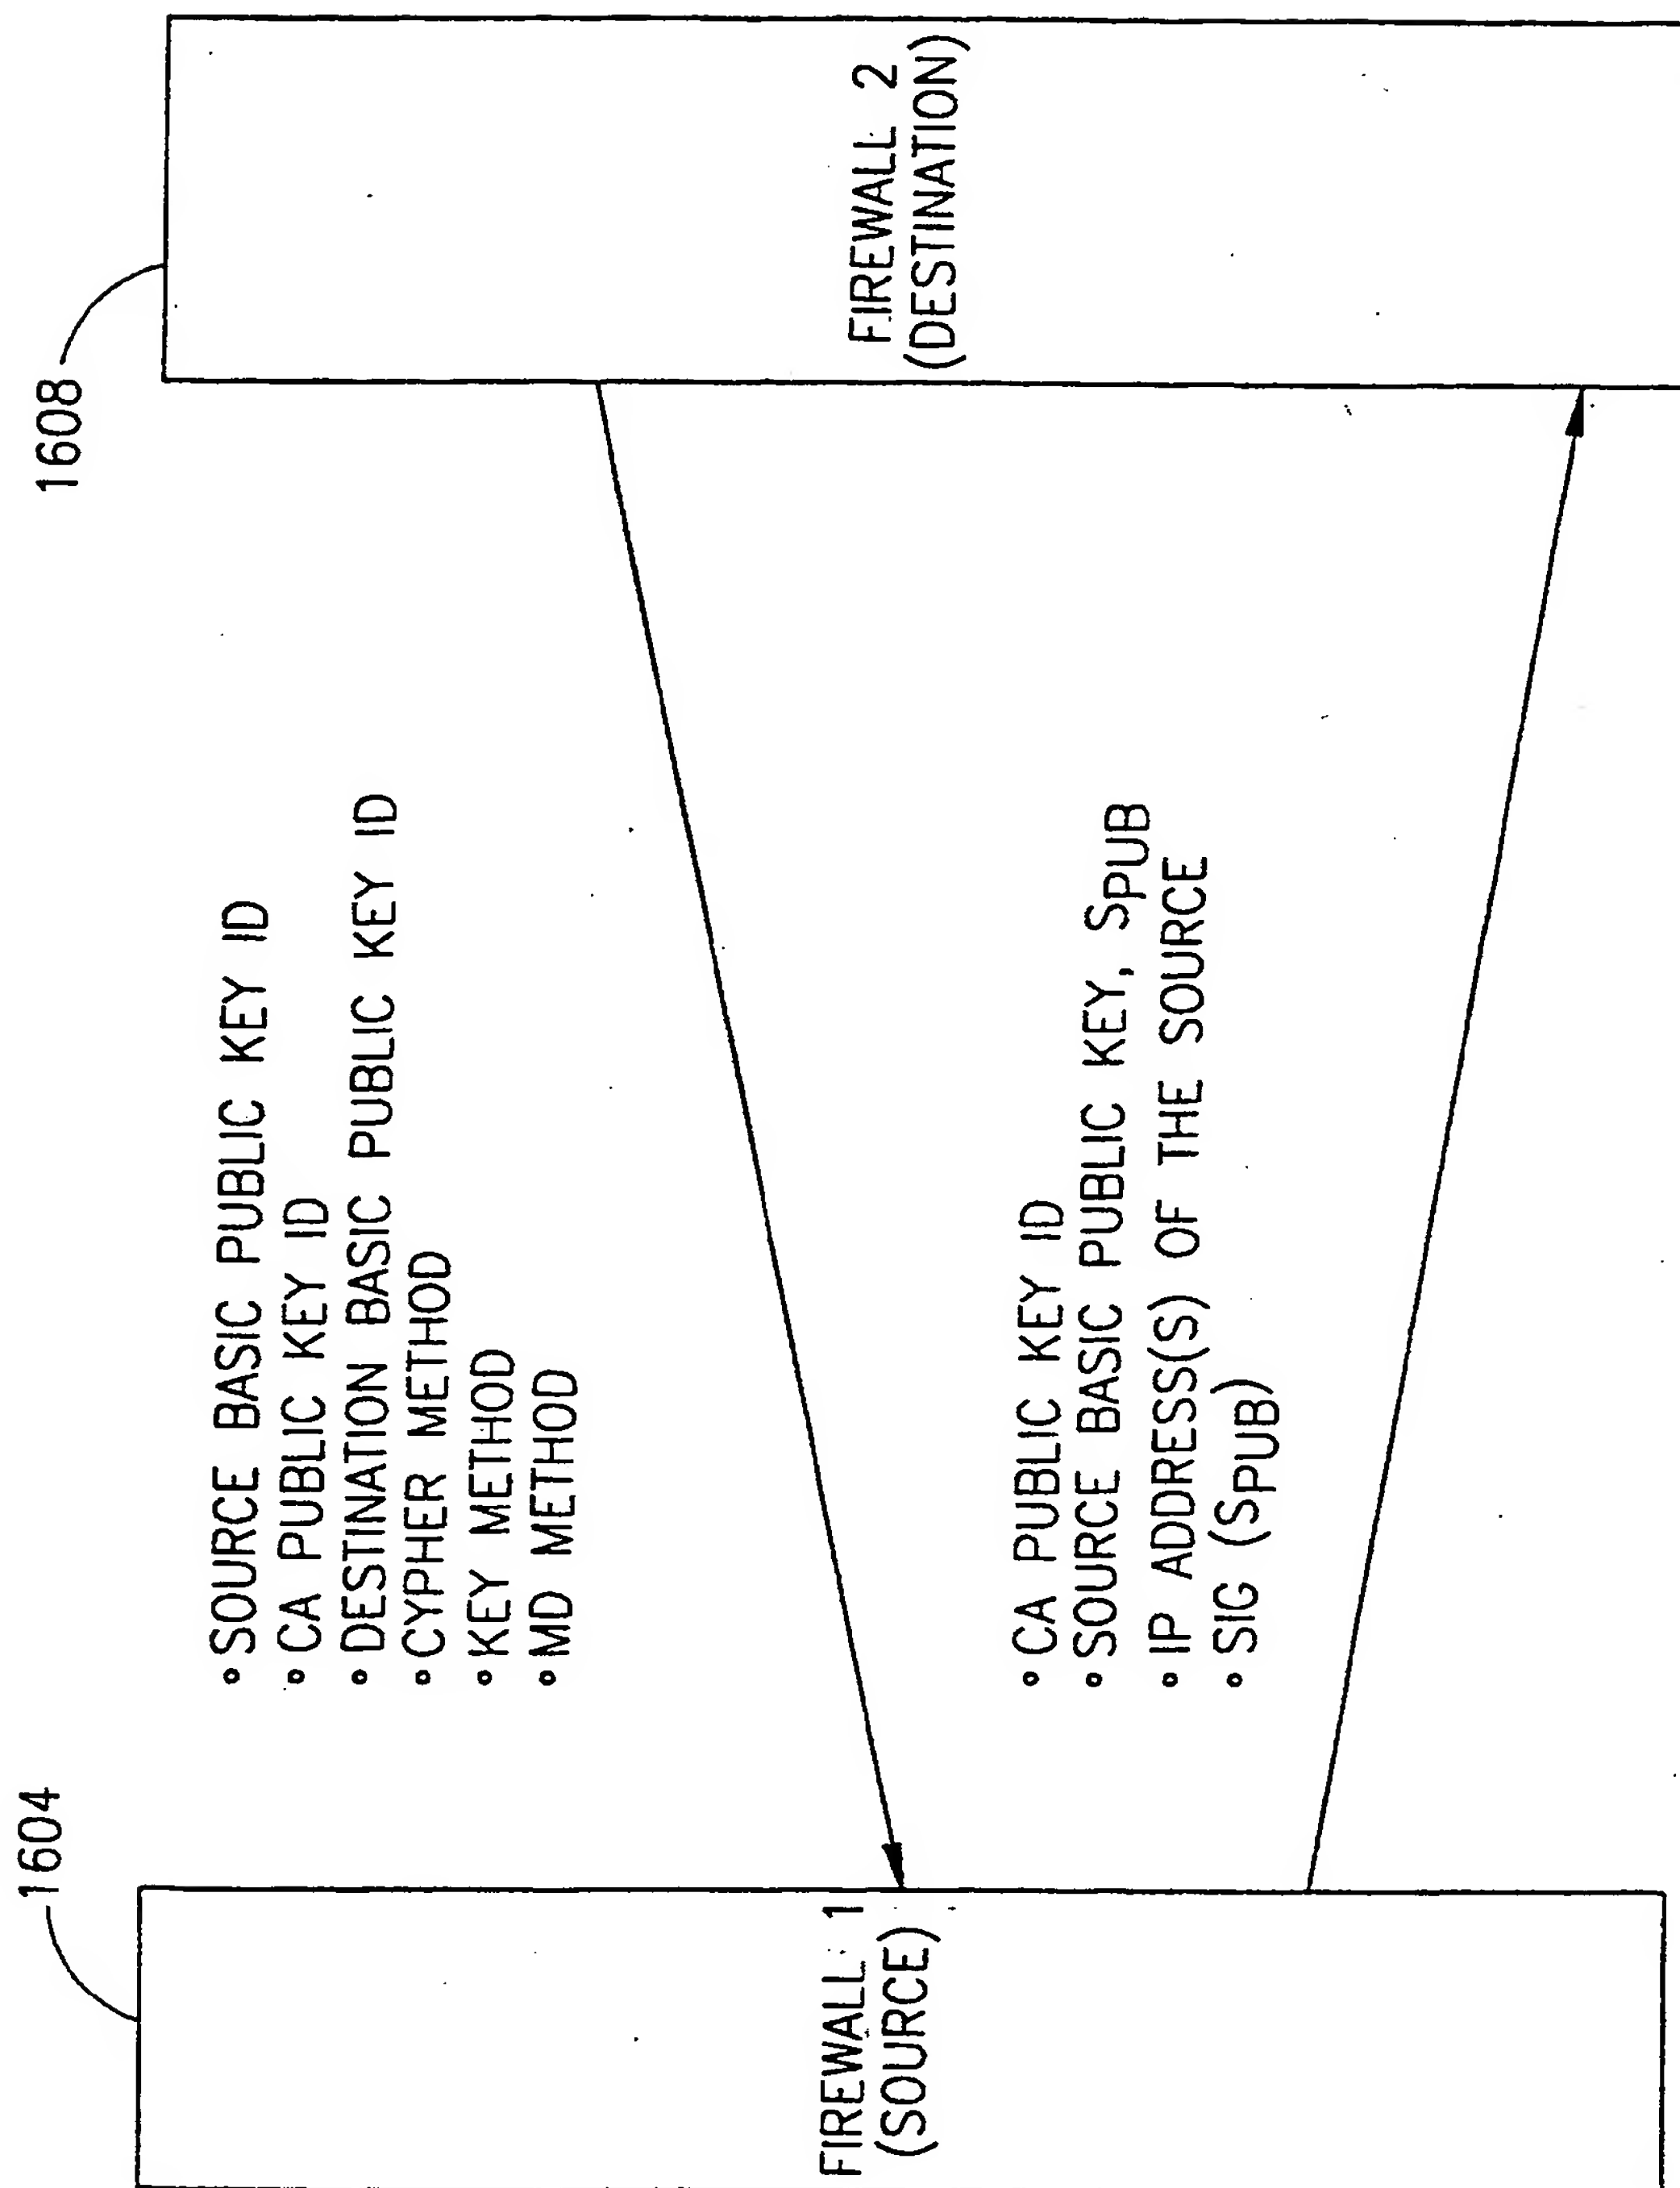 1604
1608
• SOURCE BASIC PUBLIC KEY ID
• CA PUBLIC KEY ID
• DESTINATION BASIC PUBLIC KEY ID
• CYPHER METHOD
• KEY METHOD
• MD METHOD
FIREWALL 1
(SOURCE)
FIREWALL 2
(DESTINATION)
• CA PUBLIC KEY ID
• SOURCE BASIC PUBLIC KEY, SPUB
• IP ADDRESS(S) OF THE SOURCE
• SIG (SPUB)